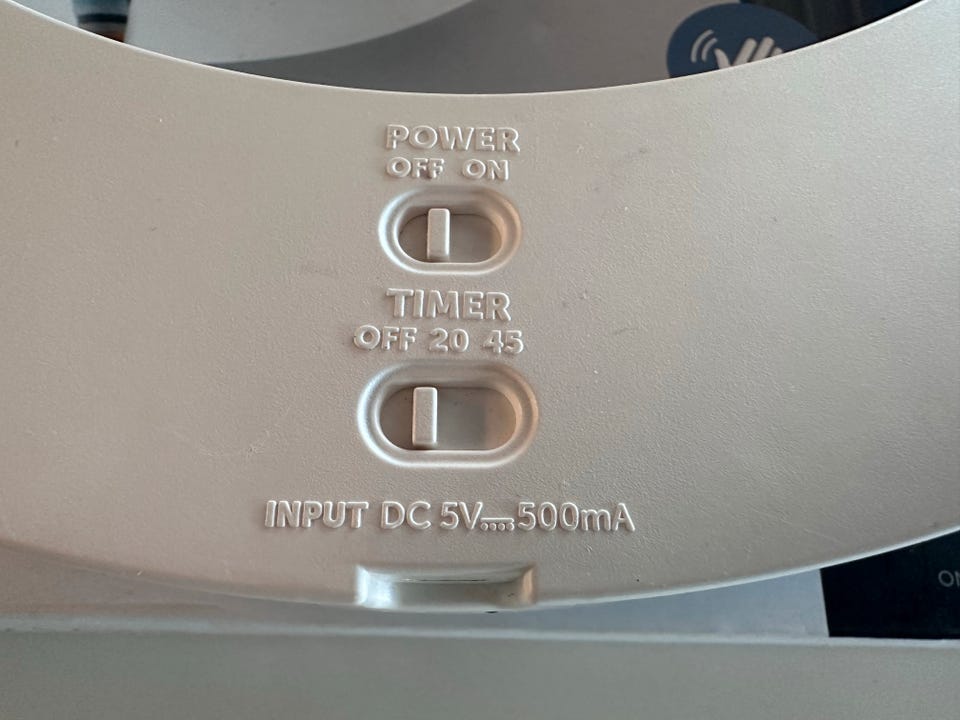 POWER
OFF ON
TIMER
OFF 20 45
INPUT DC 5V⎓500mA